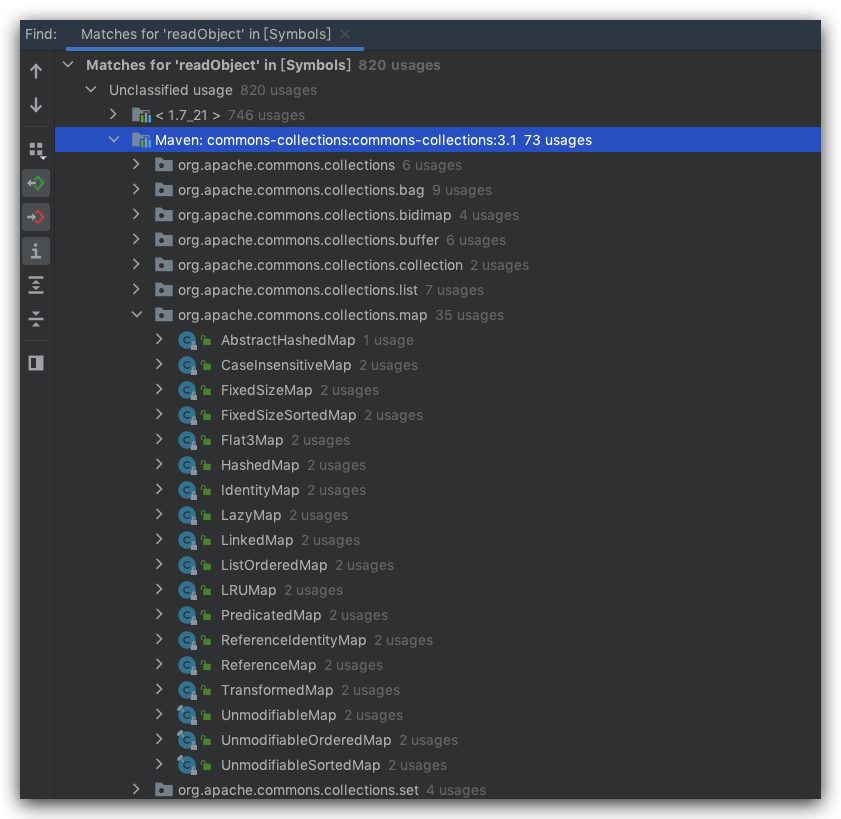 Find: Matches for 'readObject' in [Symbols]
Matches for 'readObject' in [Symbols] 820 usages
Unclassified usage 820 usages
< 1.7_21 > 746 usages
Maven: commons-collections:commons-collections:3.1 73 usages
org.apache.commons.collections 6 usages
org.apache.commons.collections.bag 9 usages
org.apache.commons.collections.bidimap 4 usages
org.apache.commons.collections.buffer 6 usages
org.apache.commons.collections.collection 2 usages
org.apache.commons.collections.list 7 usages
org.apache.commons.collections.map 35 usages
AbstractHashedMap 1 usage
CaseInsensitiveMap 2 usages
FixedSizeMap 2 usages
FixedSizeSortedMap 2 usages
Flat3Map 2 usages
HashedMap 2 usages
IdentityMap 2 usages
LazyMap 2 usages
LinkedMap 2 usages
ListOrderedMap 2 usages
LRUMap 2 usages
PredicatedMap 2 usages
ReferenceIdentityMap 2 usages
ReferenceMap 2 usages
TransformedMap 2 usages
UnmodifiableMap 2 usages
UnmodifiableOrderedMap 2 usages
UnmodifiableSortedMap 2 usages
org.apache.commons.collections.set 4 usages